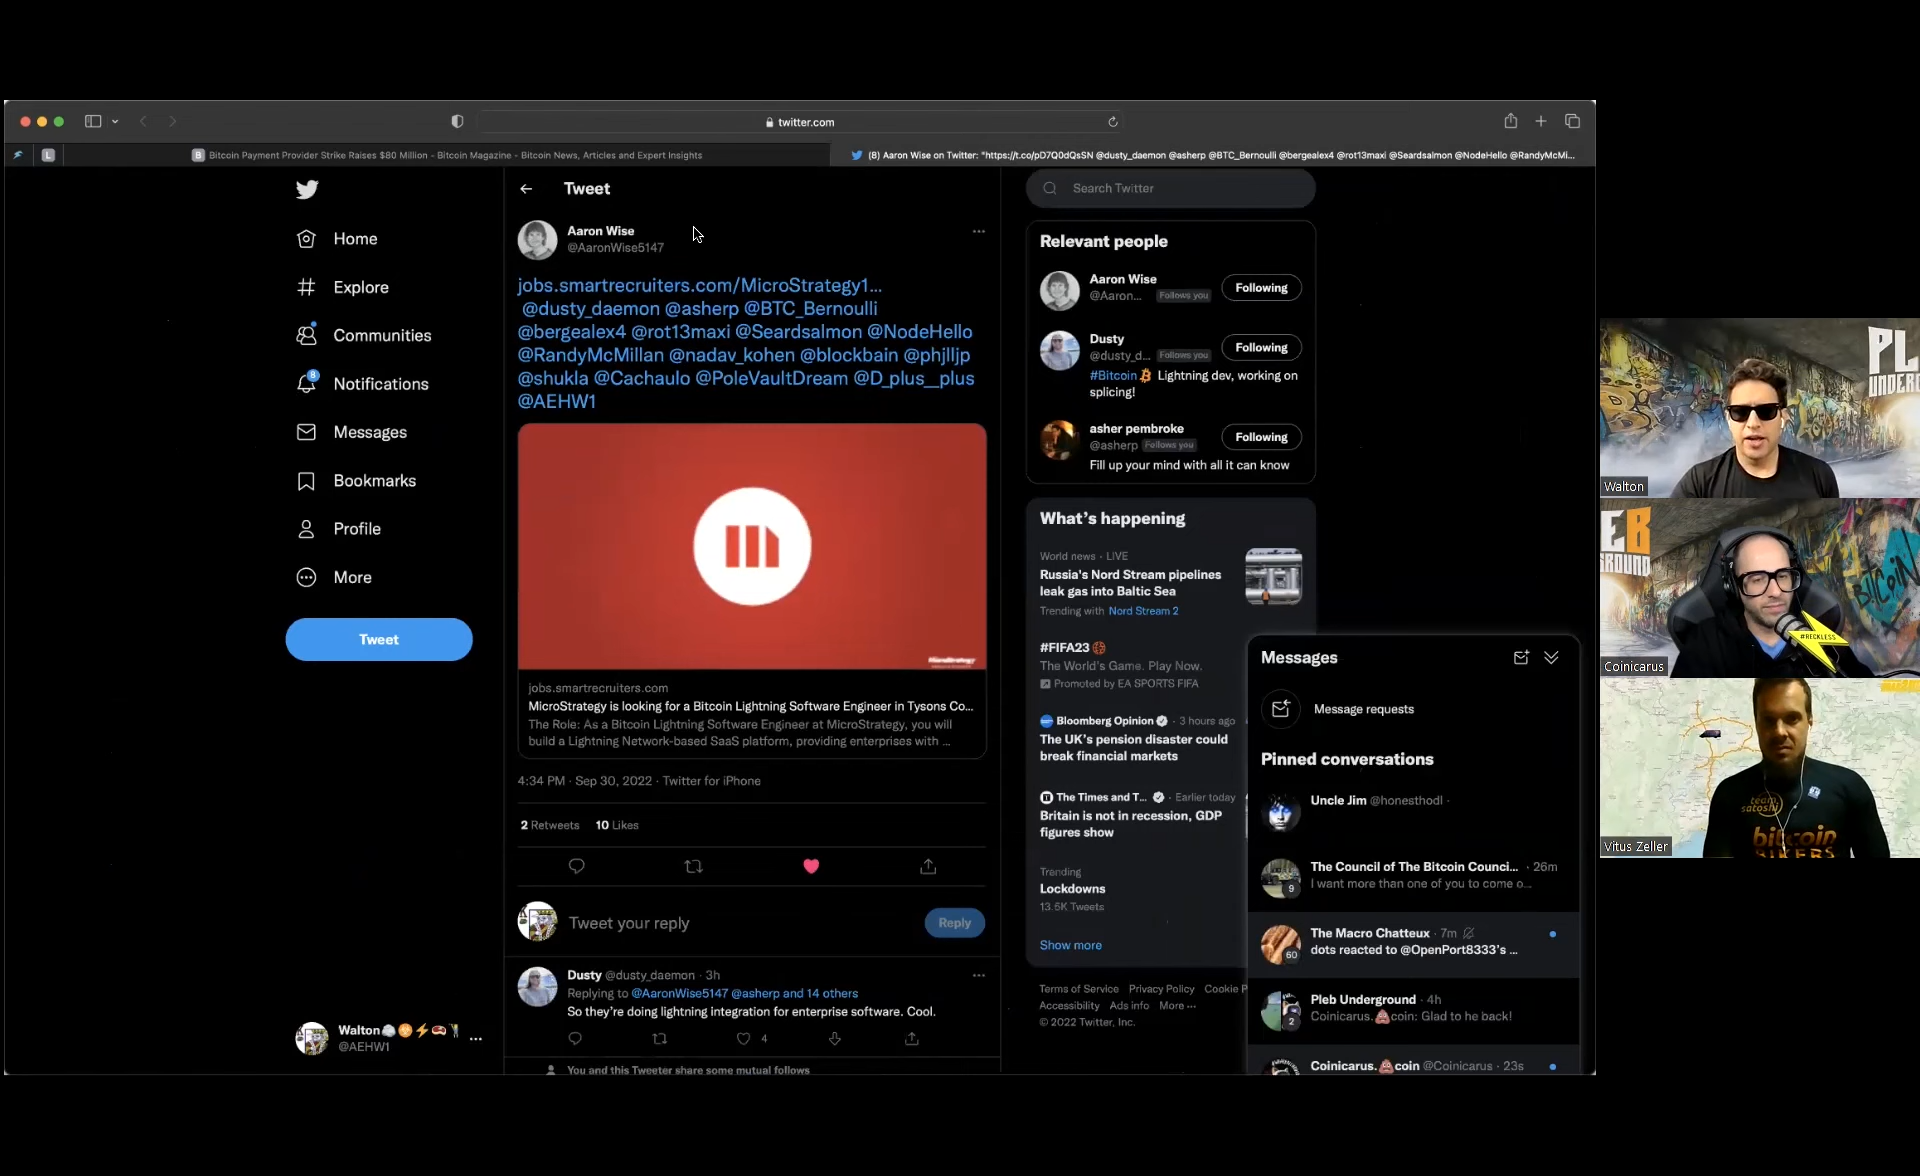 twitter.com
L
B Bitcoin Payment Provider Strike Raises $80 Million - Bitcoin Magazine - Bitcoin News, Articles and Expert Insights
(8) Aaron Wise on Twitter: "https://t.co/pD7Q0dQsSN @dusty_daemon @asherp @BTC_Bernoulli @bergealex4 @rot13maxi @Seardsalmon @NodeHello @RandyMcMi...
Home
Explore
Communities
8
Notifications
Messages
Bookmarks
Profile
More
Tweet
Walton
@AEHW1
Tweet
Aaron Wise
@AaronWise5147
jobs.smartrecruiters.com/MicroStrategy1...
@dusty_daemon @asherp @BTC_Bernoulli
@bergealex4 @rot13maxi @Seardsalmon @NodeHello
@RandyMcMillan @nadav_kohen @blockbain @phjlljp
@shukla @Cachaulo @PoleVaultDream @D_plus__plus
@AEHW1
MicroStrategy
jobs.smartrecruiters.com
MicroStrategy is looking for a Bitcoin Lightning Software Engineer in Tysons Co...
The Role: As a Bitcoin Lightning Software Engineer at MicroStrategy, you will
build a Lightning Network-based SaaS platform, providing enterprises with ...
4:34 PM · Sep 30, 2022 · Twitter for iPhone
2 Retweets 10 Likes
Tweet your reply
Reply
Dusty @dusty_daemon · 3h
Replying to @AaronWise5147 @asherp and 14 others
So they're doing lightning integration for enterprise software. Cool.
4
You and this Tweeter share some mutual follows
Search Twitter
Relevant people
Aaron Wise
@Aaron... Follows you
Following
Dusty
@dusty_d... Follows you
Following
#Bitcoin Lightning dev, working on
splicing!
asher pembroke
@asherp Follows you
Following
Fill up your mind with all it can know
What's happening
World news · LIVE
Russia's Nord Stream pipelines
leak gas into Baltic Sea
Trending with Nord Stream 2
#FIFA23
The World's Game. Play Now.
Promoted by EA SPORTS FIFA
Bloomberg Opinion · 3 hours ago
The UK's pension disaster could
break financial markets
The Times and T... · Earlier today
Britain is not in recession, GDP
figures show
Trending
Lockdowns
13.5K Tweets
Show more
Terms of Service Privacy Policy Cookie P
Accessibility Ads info More ...
© 2022 Twitter, Inc.
Messages
Message requests
Pinned conversations
Uncle Jim @honesthodl ·
The Council of The Bitcoin Counci... · 26m
I want more than one of you to come o...
9
The Macro Chatteux · 7m
dots reacted to @OpenPort8333's ...
60
Pleb Underground · 4h
Coinicarus.coin: Glad to he back!
2
Coinicarus.coin @Coinicarus · 23s
PL
UNDERG
Walton
EB
ROUND
BITCOIN
#RECKLESS
Coinicarus
team
satoshi
bitcoin
BIKERS
Vitus Zeller